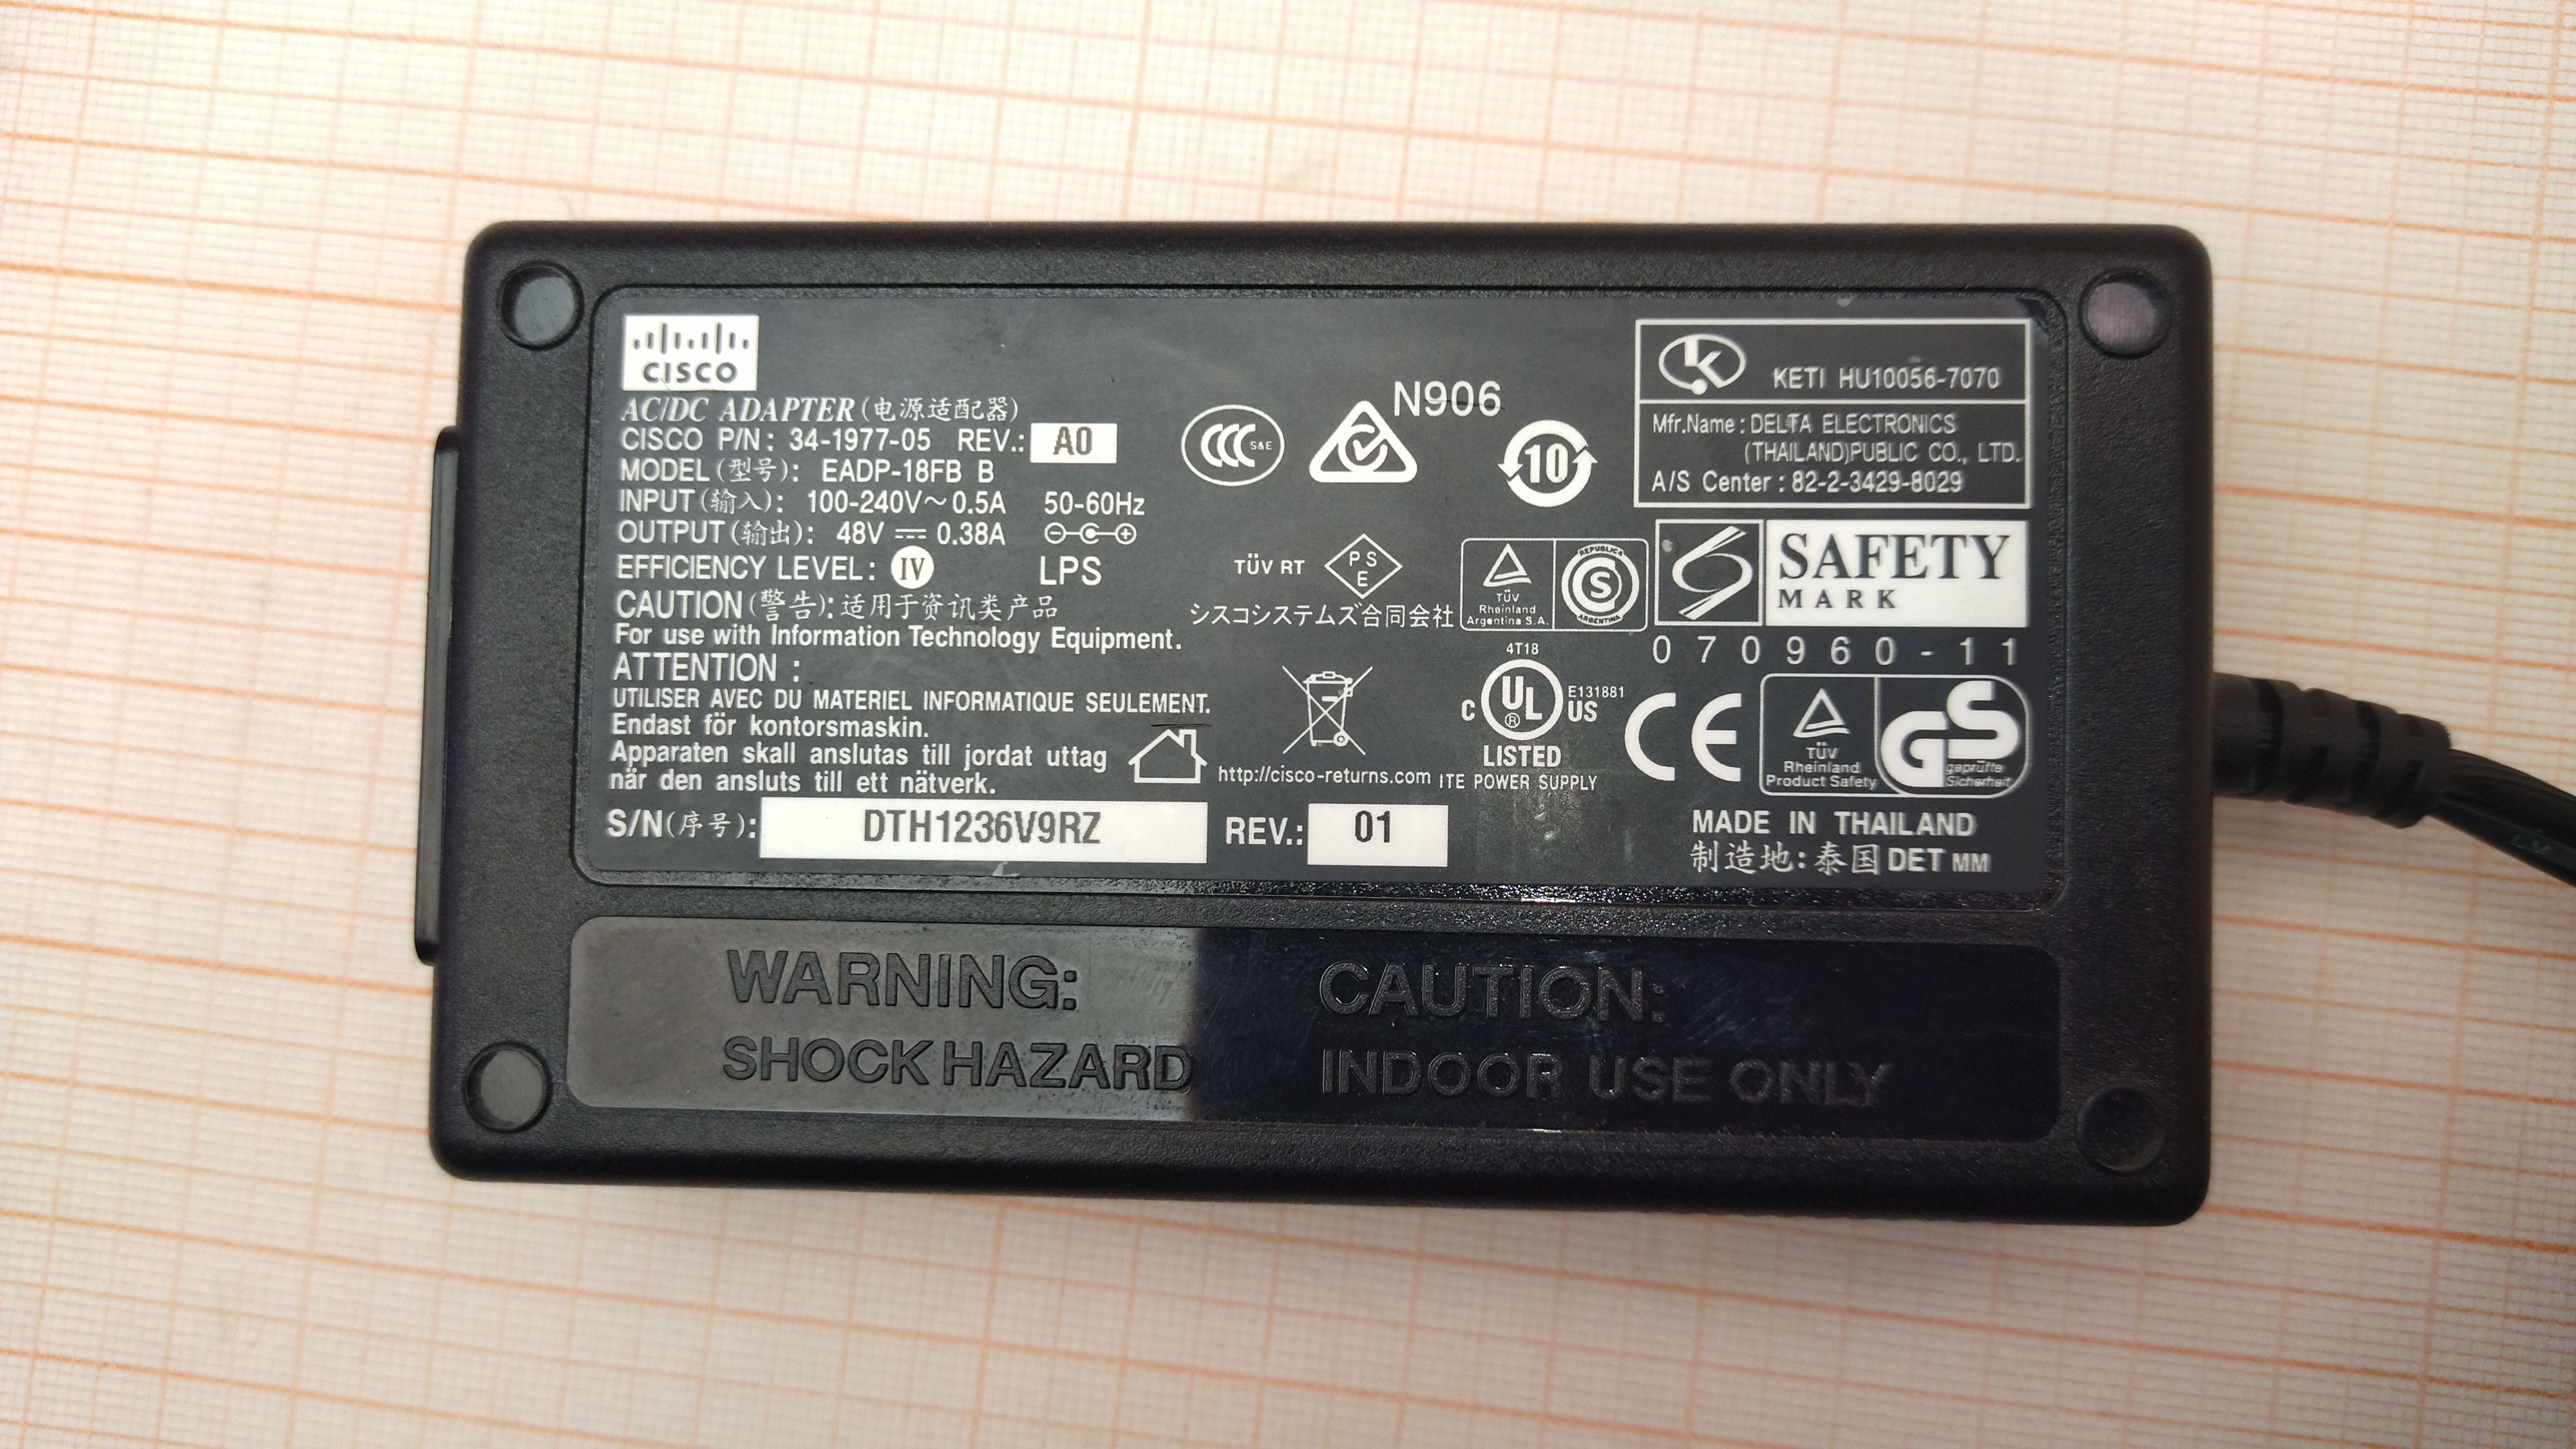 CISCO
AC/DC ADAPTER (电源适配器)
CISCO P/N: 34-1977-05 REV.: A0
MODEL (型号): EADP-18FB B
INPUT (输入): 100-240V~0.5A 50-60Hz
OUTPUT (输出): 48V ⎓ 0.38A
EFFICIENCY LEVEL: IV LPS
CAUTION (警告): 适用于资讯类产品
For use with Information Technology Equipment.
ATTENTION :
UTILISER AVEC DU MATERIEL INFORMATIQUE SEULEMENT.
Endast för kontorsmaskin.
Apparaten skall anslutas till jordat uttag
när den ansluts till ett nätverk.
S/N(序号): DTH1236V9RZ REV.: 01
CCC S&E
N906
10
TÜV RT
PS
E
シスコシステムズ合同会社
TÜV
Rheinland
Argentina S.A.
REPUBLICA
S
ARGENTINA
http://cisco-returns.com
4T18
C UL ® US
E131881
LISTED
ITE POWER SUPPLY
K
KETI HU10056-7070
Mfr.Name : DELTA ELECTRONICS
(THAILAND)PUBLIC CO., LTD.
A/S Center : 82-2-3429-8029
SAFETY
MARK
070960-11
CE
TÜV
Rheinland
Product Safety
GS
geprüfte
Sicherheit
MADE IN THAILAND
制造地: 泰国 DET MM
WARNING:
SHOCK HAZARD
CAUTION:
INDOOR USE ONLY